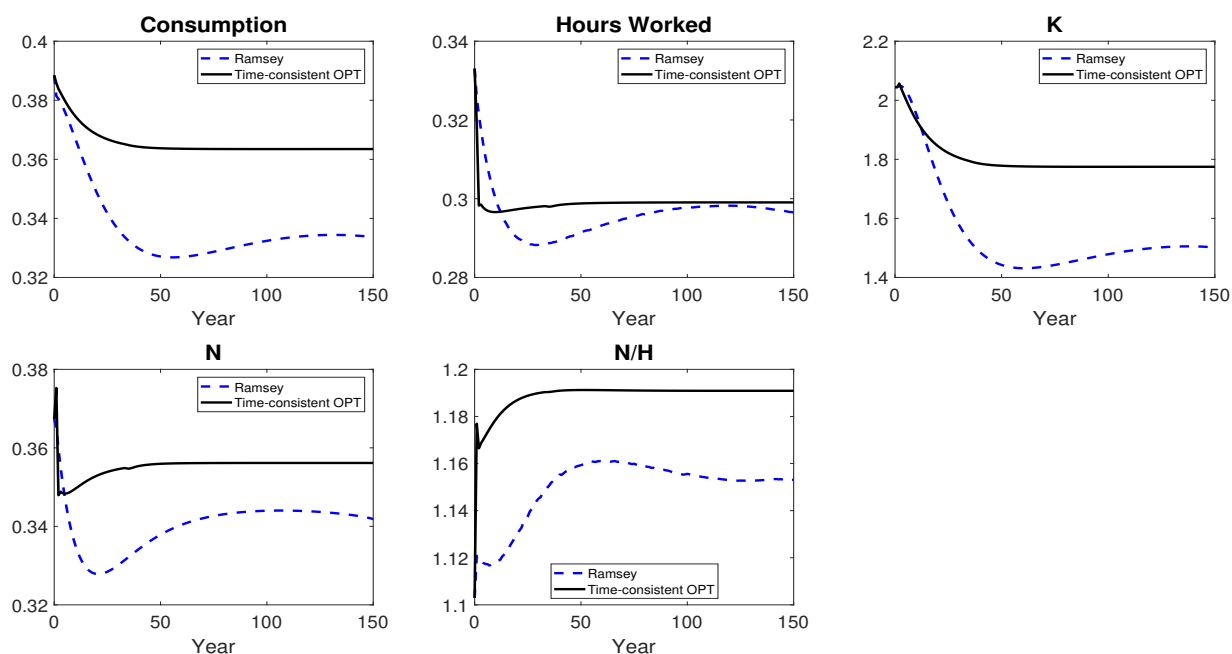 Consumption
0.4
0.38
0.36
0.34
0.32
0
50
100
150
Year
Ramsey
Time-consistent OPT
Hours Worked
0.34
0.32
0.3
0.28
0
50
100
150
Year
Ramsey
Time-consistent OPT
K
2.2
2
1.8
1.6
1.4
0
50
100
150
Year
Ramsey
Time-consistent OPT
N
0.38
0.36
0.34
0.32
0
50
100
150
Year
Ramsey
Time-consistent OPT
N/H
1.2
1.18
1.16
1.14
1.12
1.1
0
50
100
150
Year
Ramsey
Time-consistent OPT